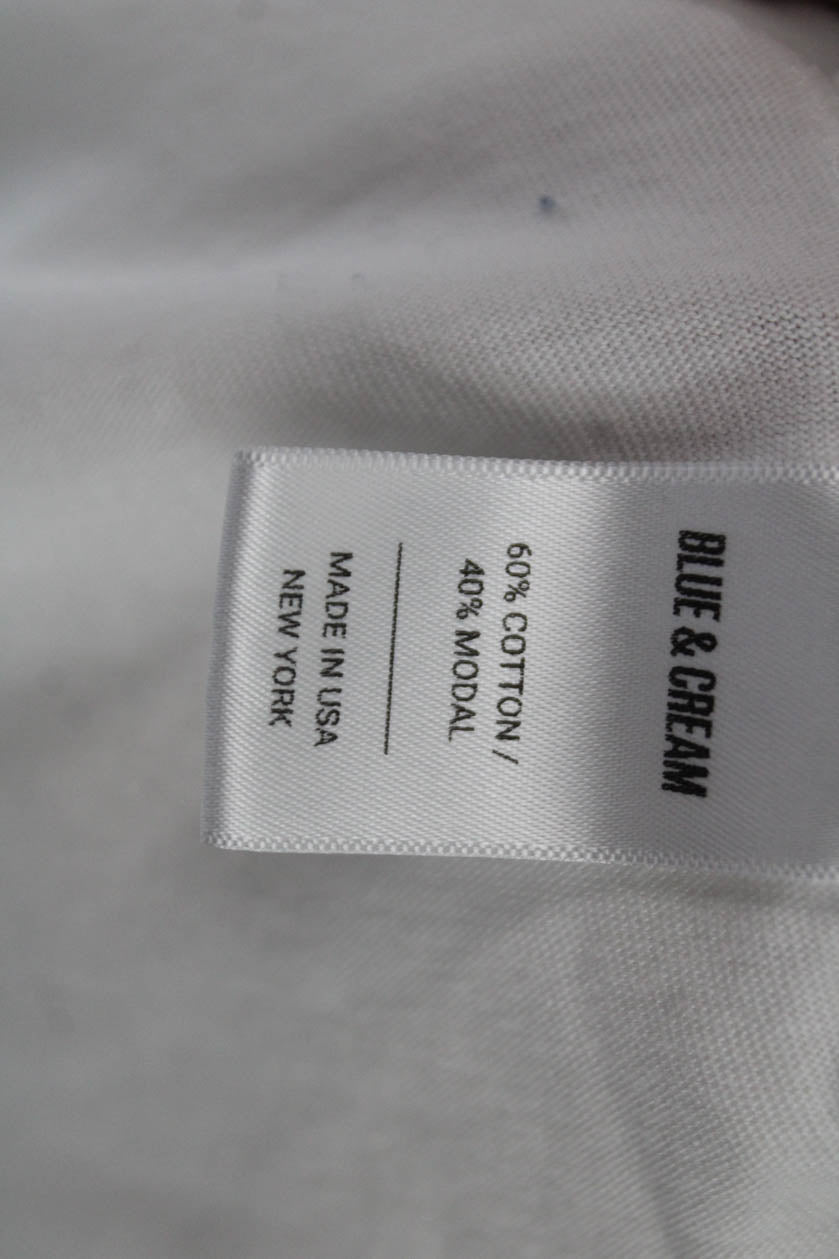 BLUE & CREAM
60% COTTON /
40% MODAL
MADE IN USA
NEW YORK